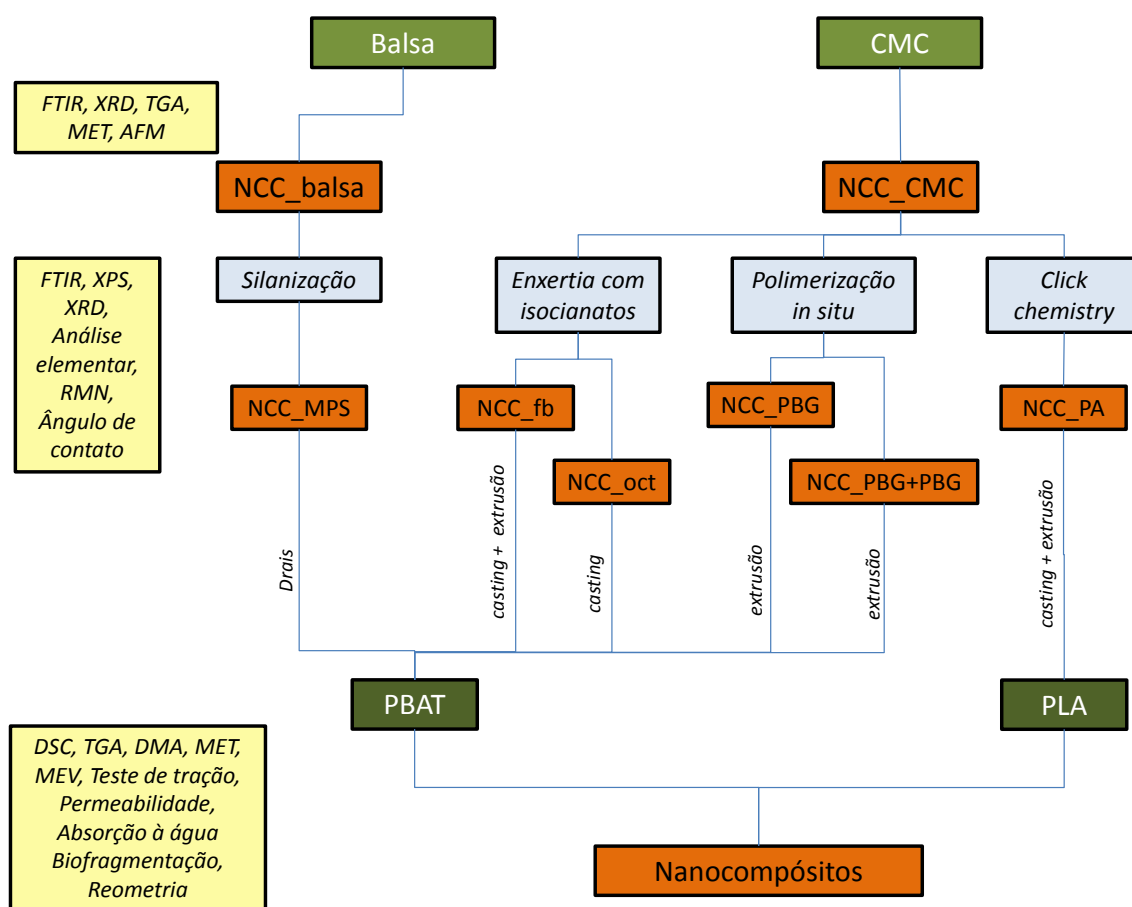 Balsa
CMC
FTIR, XRD, TGA,
MET, AFM
NCC_balsa
NCC_CMC
FTIR, XPS,
XRD,
Análise
elementar,
RMN,
Ângulo de
contato
Silanização
Enxertia com
isocianatos
Polimerização
in situ
Click
chemistry
NCC_MPS
NCC_fb
NCC_PBG
NCC_PA
NCC_oct
NCC_PBG+PBG
Drais
casting + extrusão
casting
extrusão
extrusão
casting + extrusão
PBAT
PLA
DSC, TGA, DMA, MET,
MEV, Teste de tração,
Permeabilidade,
Absorção à água
Biofragmentação,
Reometria
Nanocompósitos